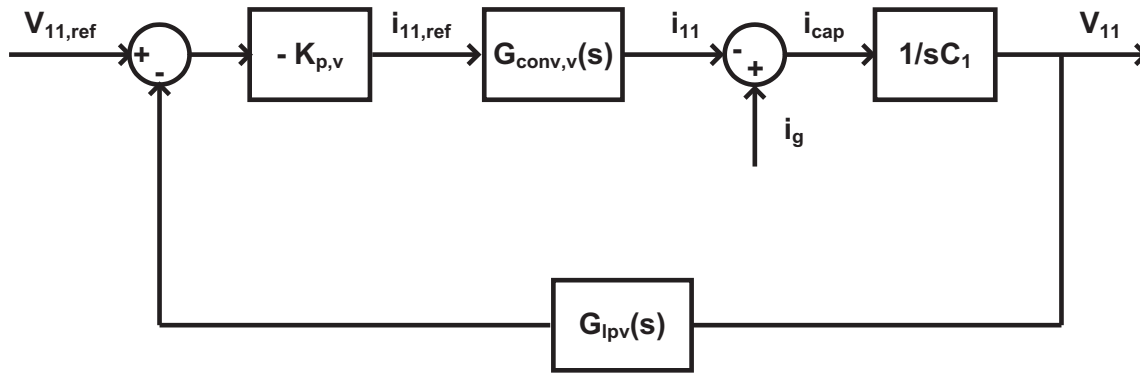 V11,ref
+
-
- Kp,v
i11,ref
Gconv,v(s)
i11
-
+
ig
icap
1/sC1
V11
Glpv(s)